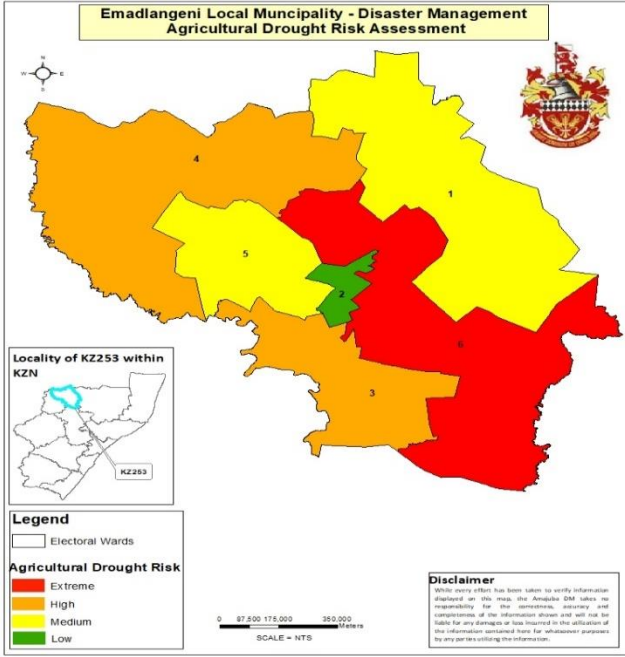 Emadlangeni Local Muncipality - Disaster Management
Agricultural Drought Risk Assessment
N
W E
S
4
1
5
2
6
3
Locality of KZ253 within
KZN
KZ253
Legend
Electoral Wards
Agricultural Drought Risk
Extreme
High
Medium
Low
0 87,500 175,000 350,000
Meters
SCALE = NTS
Disclaimer
While every effort has been taken to verify information
displayed on this map, the Amajuba DM takes no
responsibility for the correctness, accuracy and
completeness of the information shown and will not be
liable for any damages or loss incurred in the utilization of
the information contained here for whatsoever purposes
by any parties utilizing the information.